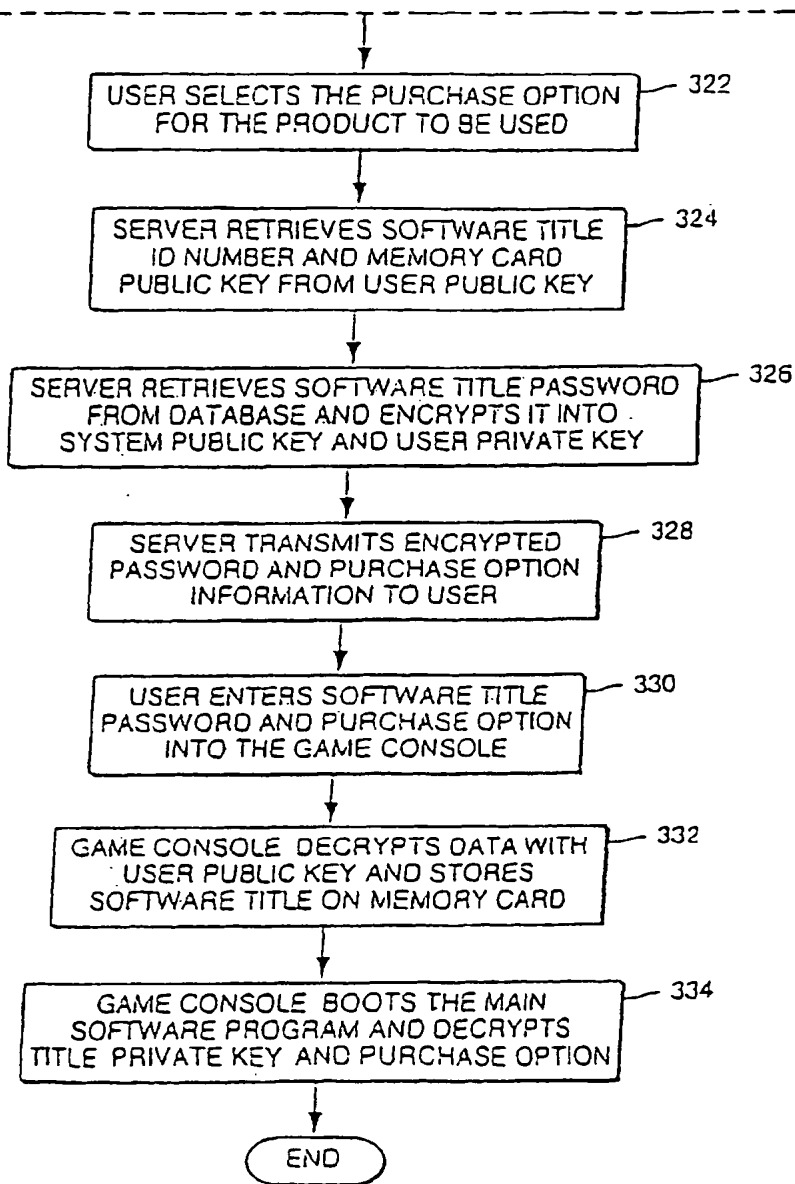 USER SELECTS THE PURCHASE OPTION
FOR THE PRODUCT TO BE USED
322
SERVER RETRIEVES SOFTWARE TITLE
ID NUMBER AND MEMORY CARD
PUBLIC KEY FROM USER PUBLIC KEY
324
SERVER RETRIEVES SOFTWARE TITLE PASSWORD
FROM DATABASE AND ENCRYPTS IT INTO
SYSTEM PUBLIC KEY AND USER PRIVATE KEY
326
SERVER TRANSMITS ENCRYPTED
PASSWORD AND PURCHASE OPTION
INFORMATION TO USER
328
USER ENTERS SOFTWARE TITLE
PASSWORD AND PURCHASE OPTION
INTO THE GAME CONSOLE
330
GAME CONSOLE DECRYPTS DATA WITH
USER PUBLIC KEY AND STORES
SOFTWARE TITLE ON MEMORY CARD
332
GAME CONSOLE BOOTS THE MAIN
SOFTWARE PROGRAM AND DECRYPTS
TITLE PRIVATE KEY AND PURCHASE OPTION
334
END